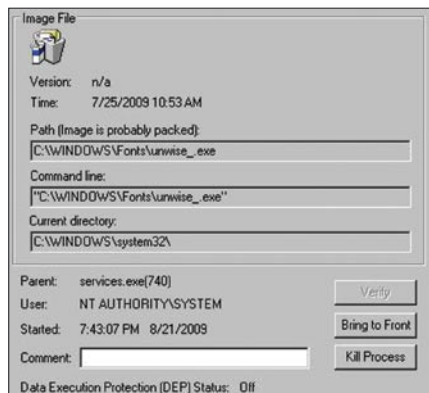 Image File
Version: n/a
Time: 7/25/2009 10:53 AM
Path (Image is probably packed):
C:\WINDOWS\Fonts\unwise_.exe
Command line:
"C:\WINDOWS\Fonts\unwise_.exe"
Current directory:
C:\WINDOWS\system32\
Parent: services.exe(740)
Verify
User: NT AUTHORITY\SYSTEM
Started: 7:43:07 PM 8/21/2009
Bring to Front
Comment:
Kill Process
Data Execution Protection (DEP) Status: Off